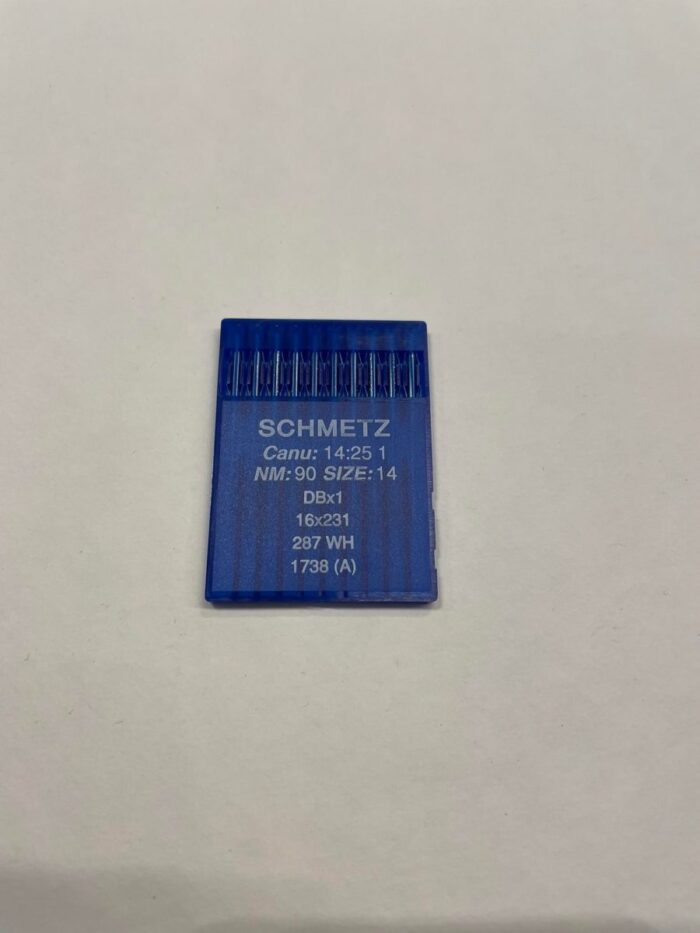 SCHMETZ
Canu: 14:25 1
NM: 90 SIZE: 14
DBx1
16x231
287 WH
1738 (A)